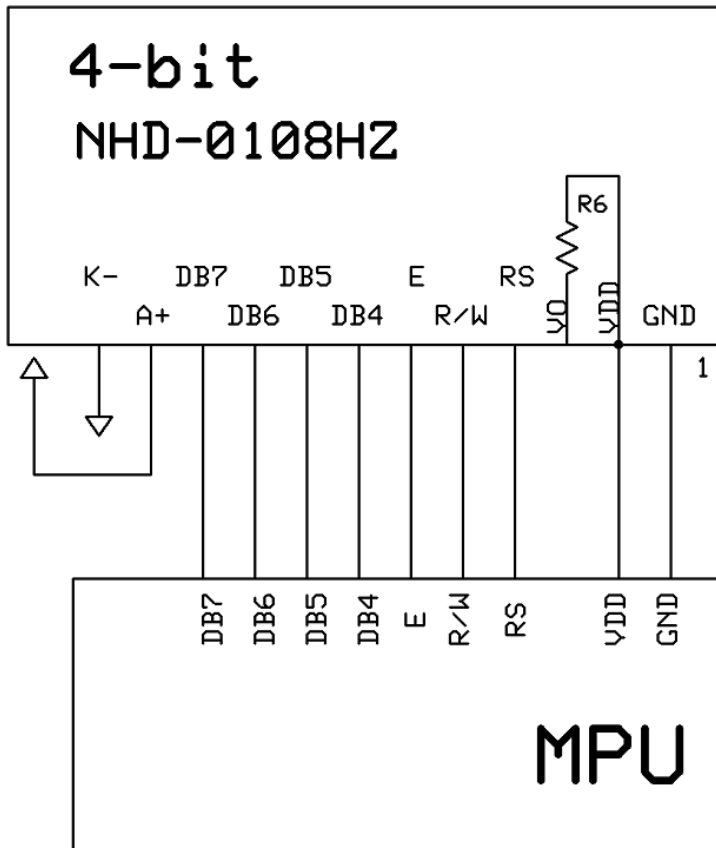 4-bit
NHD-0108HZ
R6
K- DB7 DB5 E RS
A+ DB6 DB4 R/W VO VDD GND
1
DB7 DB6 DB5 DB4 E R/W RS VDD GND
MPU